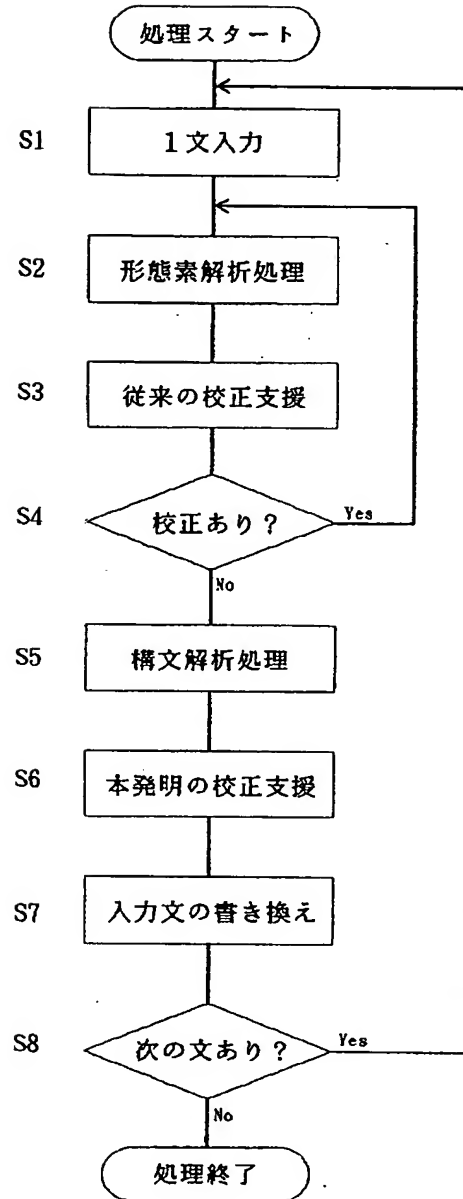 処理スタート
S1 1文入力
S2 形態素解析処理
S3 従来の校正支援
S4 校正あり? Yes
No
S5 構文解析処理
S6 本発明の校正支援
S7 入力文の書き換え
S8 次の文あり? Yes
No
処理終了